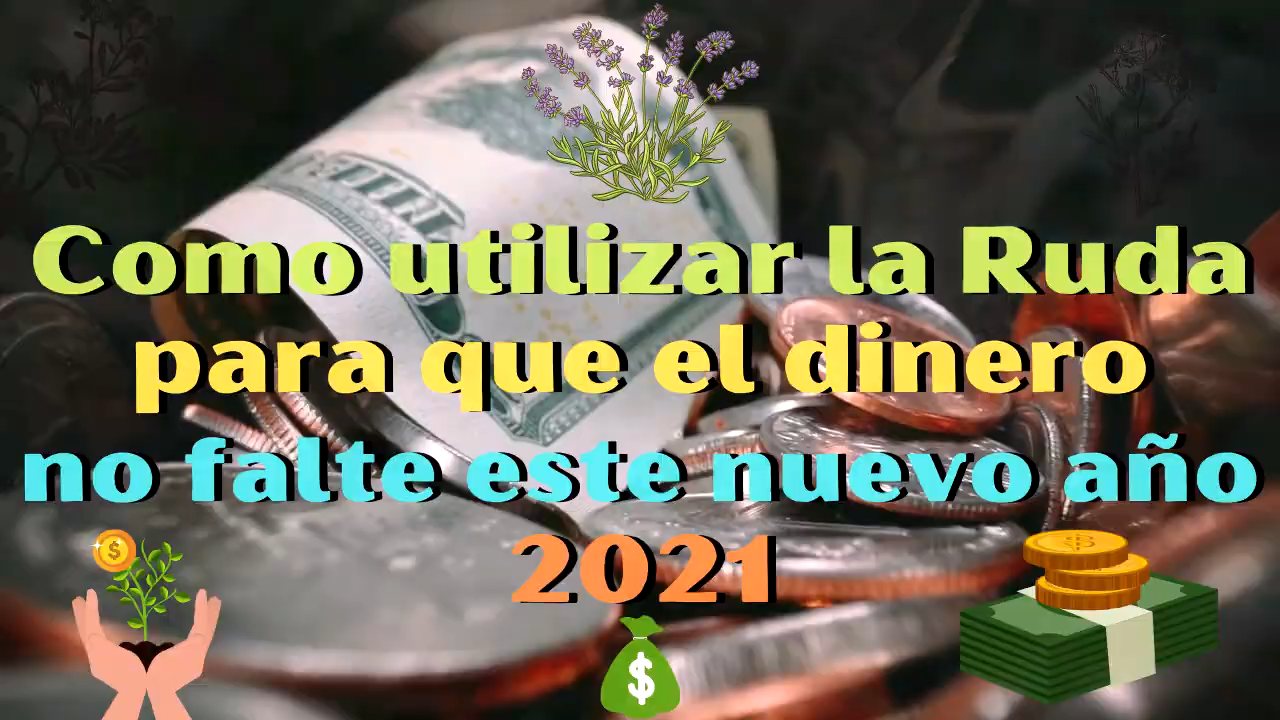 Como utilizar la Ruda
para que el dinero
no falte este nuevo año
2021
$
$